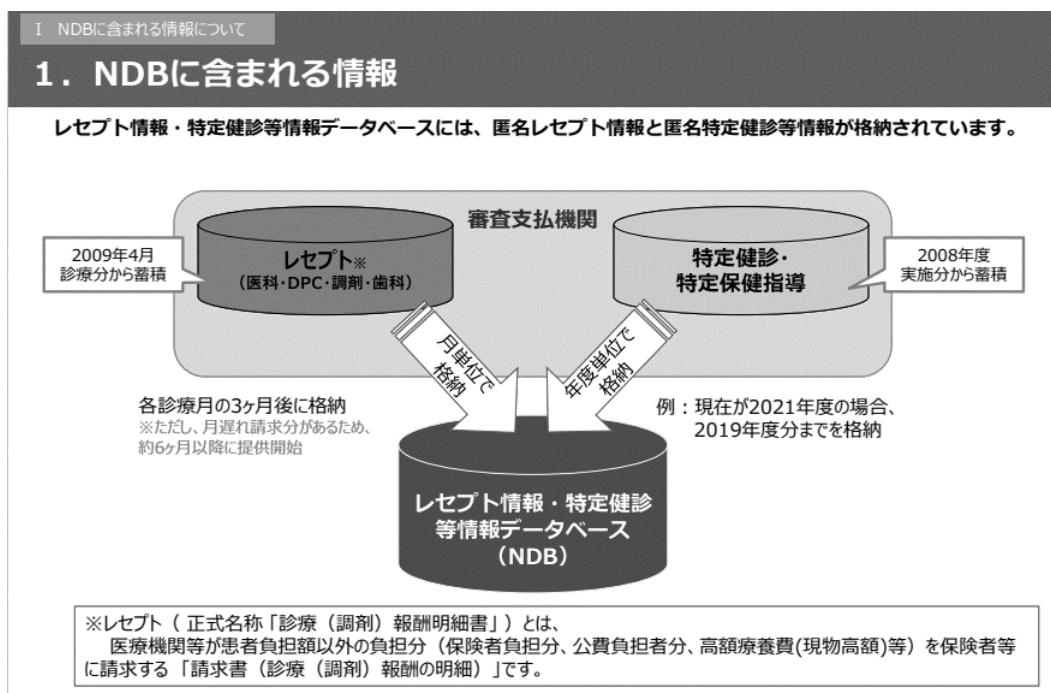 Ⅰ NDBに含まれる情報について
1．NDBに含まれる情報
レセプト情報・特定健診等情報データベースには、匿名レセプト情報と匿名特定健診等情報が格納されています。
審査支払機関
2009年4月
診療分から蓄積
レセプト※
（医科・DPC・調剤・歯科）
特定健診・
特定保健指導
2008年度
実施分から蓄積
月単位で
格納
年度単位で
格納
各診療月の3ヶ月後に格納
※ただし、月遅れ請求分があるため、
約6ヶ月以降に提供開始
例：現在が2021年度の場合、
2019年度分までを格納
レセプト情報・特定健診
等情報データベース
（NDB）
※レセプト（ 正式名称「診療（調剤）報酬明細書」）とは、
医療機関等が患者負担額以外の負担分（保険者負担分、公費負担者分、高額療養費(現物高額)等）を保険者等
に請求する「請求書（診療（調剤）報酬の明細）」です。